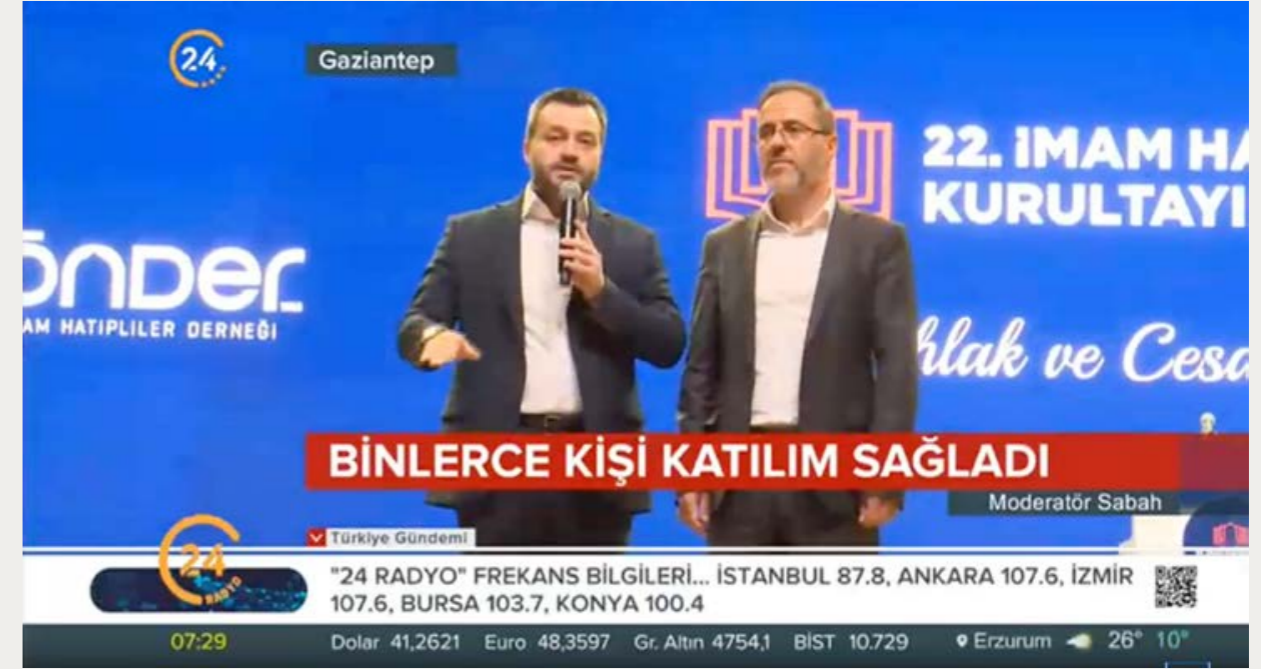 24
Gaziantep
22. İMAM HA
KURULTAYI
ÖNDER
AM HATİPLİLER DERNEĞİ
hlak ve Cesa
BİNLERCE KİŞİ KATILIM SAĞLADI
Moderatör Sabah
Türkiye Gündemi
24
RADYO
"24 RADYO" FREKANS BİLGİLERİ... İSTANBUL 87.8, ANKARA 107.6, İZMİR
107.6, BURSA 103.7, KONYA 100.4
07:29 Dolar 41,2621 Euro 48,3597 Gr. Altın 4754,1 BİST 10.729 Erzurum 26° 10°